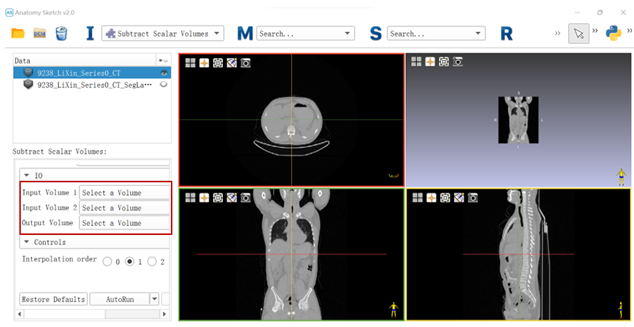 AS Anatomy Sketch v2.0
I Subtract Scalar Volumes M Search... S Search... R
Data
9238_LiXin_Series0_CT
9238_LiXin_Series0_CT_SegLa···
Subtract Scalar Volumes:
IO
Input Volume 1 Select a Volume
Input Volume 2 Select a Volume
Output Volume Select a Volume
Controls
Interpolation order 0 1 2
Restore Defaults AutoRun